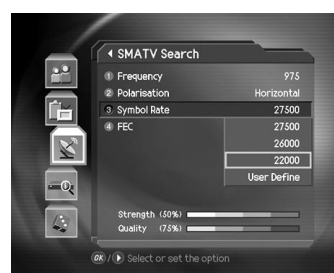 SMATV Search
1 Frequency 975
2 Polarisation Horizontal
3 Symbol Rate 27500
4 FEC 27500
26000
22000
User Define
Strength (50%)
Quality (75%)
OK / Select or set the option